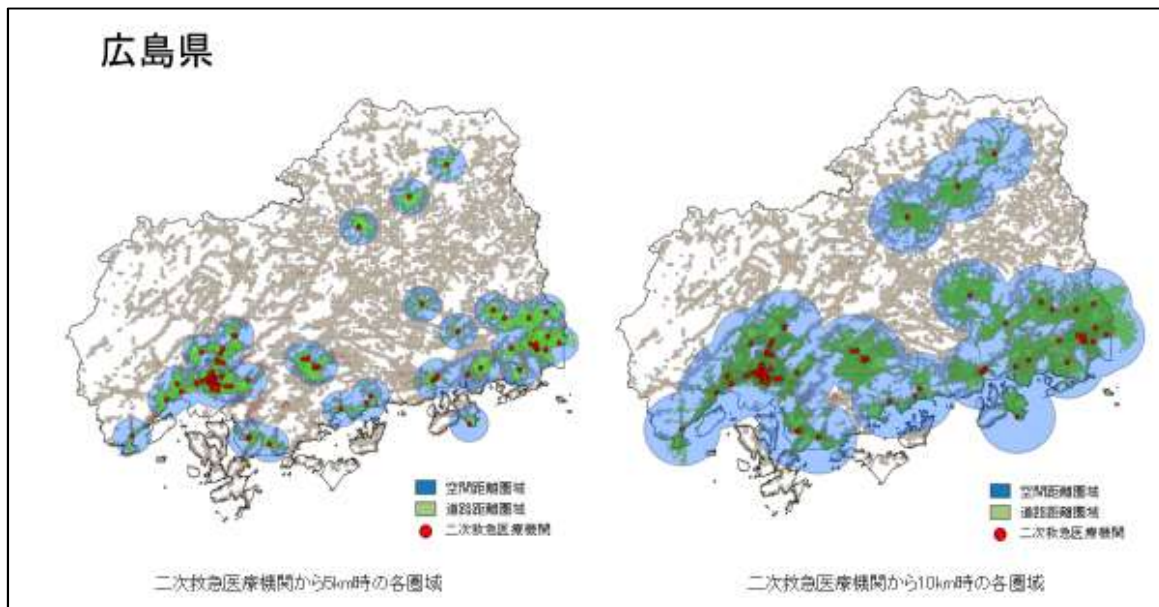 広島県
空間距離圏域
道路距離圏域
二次救急医療機関
空間距離圏域
道路距離圏域
二次救急医療機関
二次救急医療機関から5km時の各圏域
二次救急医療機関から10km時の各圏域